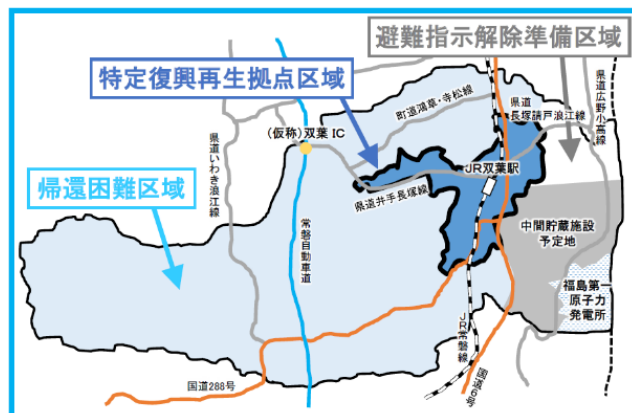 避難指示解除準備区域
特定復興再生拠点区域
帰還困難区域
(仮称)双葉 IC
町道鴻草・寺松線
県道
長塚請戸浪江線
県道広野小高線
県道いわき浪江線
JR双葉駅
県道井手長塚線
常磐自動車道
中間貯蔵施設
予定地
福島第一
原子力
発電所
JR常磐線
国道6号
国道288号